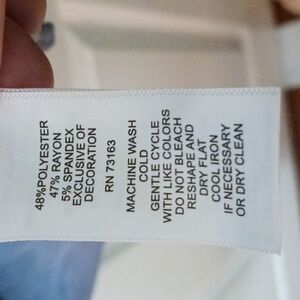 48%POLYESTER
47% RAYON
5% SPANDEX
EXCLUSIVE OF
DECORATION
RN 73163
MACHINE WASH
COLD
GENTLE CYCLE
WITH LIKE COLORS
DO NOT BLEACH
RESHAPE AND
DRY FLAT
COOL IRON
IF NECESSARY
OR DRY CLEAN